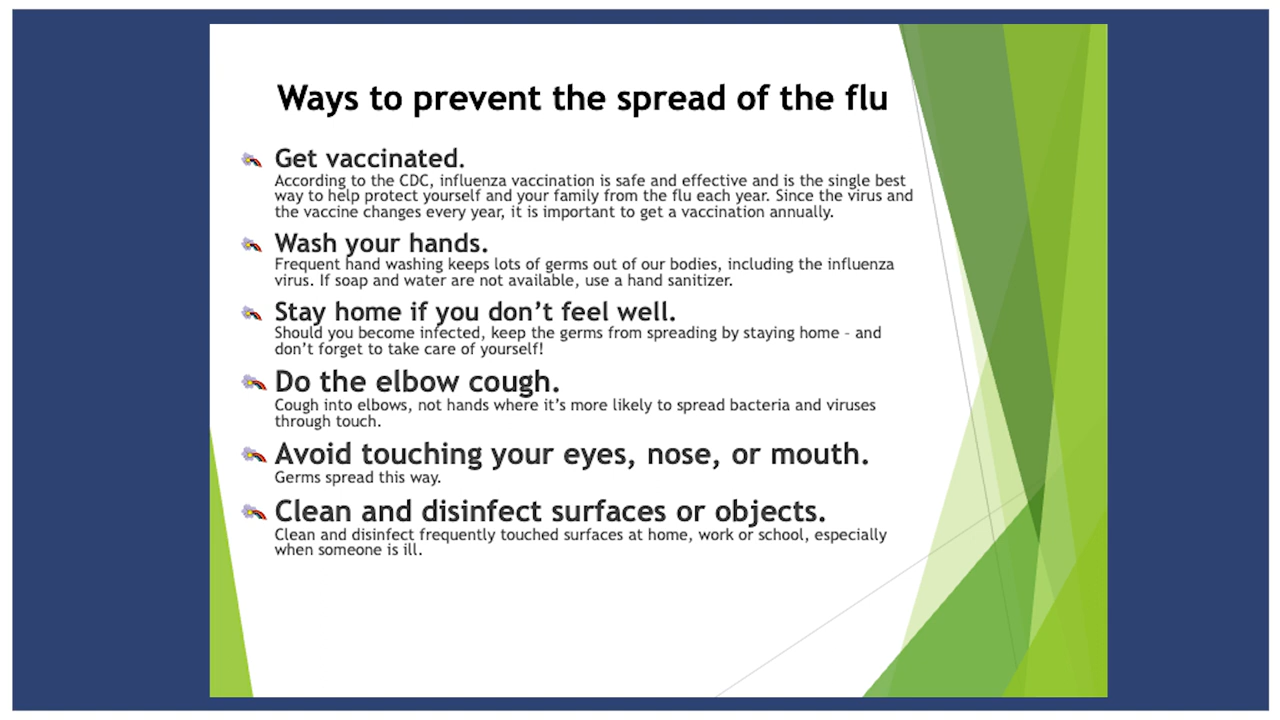 Ways to prevent the spread of the flu
Get vaccinated.
According to the CDC, influenza vaccination is safe and effective and is the single best
way to help protect yourself and your family from the flu each year. Since the virus and
the vaccine changes every year, it is important to get a vaccination annually.
Wash your hands.
Frequent hand washing keeps lots of germs out of our bodies, including the influenza
virus. If soap and water are not available, use a hand sanitizer.
Stay home if you don’t feel well.
Should you become infected, keep the germs from spreading by staying home – and
don’t forget to take care of yourself!
Do the elbow cough.
Cough into elbows, not hands where it’s more likely to spread bacteria and viruses
through touch.
Avoid touching your eyes, nose, or mouth.
Germs spread this way.
Clean and disinfect surfaces or objects.
Clean and disinfect frequently touched surfaces at home, work or school, especially
when someone is ill.